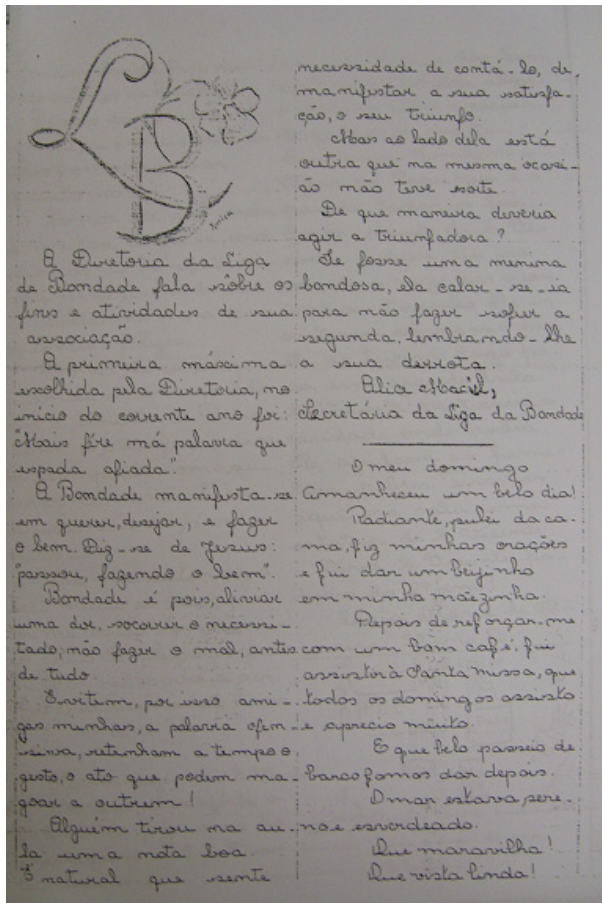 LB
A Diretoria da Liga
de Bondade fala sôbre os
fins e atividades de sua
associação.
A primeira máxima
escolhida pela Diretoria, no
início do corrente ano foi:
"Mais fire má palavra que
espada afiada".
A Bondade manifesta-se
em querer, desejar, e fazer
o bem. Diz-se de Jesus:
"passou, fazendo o bem".
Bondade é pois, aliviar
uma dor, socorrer o necessi-
tado, não fazer o mal, antes
de tudo
Evitem, por isso ami-
gas minhas, a palavra ofen-
siva, retenham a tempo o
gesto, o ato que podem ma-
goar a outrem!
Alguém tirou na au-
la uma nota boa
É natural que sente
necessidade de contá-lo, de
manifestar a sua satisfa-
ção, o seu triunfo.
Mas ao lado dela está
outra que na mesma ocasi-
ão não teve sorte.
De que maneira deveria
agir a triunfadora?
Se fosse uma menina
bondosa, ela calar-se-ia
para não fazer sofrer a
segunda, lembrando-lhe
a sua derrota.
Alice Maciel,
Secretária da Liga da Bondade
O meu domingo
Amanheceu um belo dia!
Radiante, pulei da ca-
ma, fiz minhas orações
e fui dar um beijinho
em minha mãezinha.
Depois de reforçar-me
com um bom café, fui
assistir à Santa Missa, que
todos os domingos assisto
e aprecio muito.
E que belo passeio de
barco fomos dar depois.
O mar estava sere-
no e esverdeado.
Que maravilha!
Que vista linda!